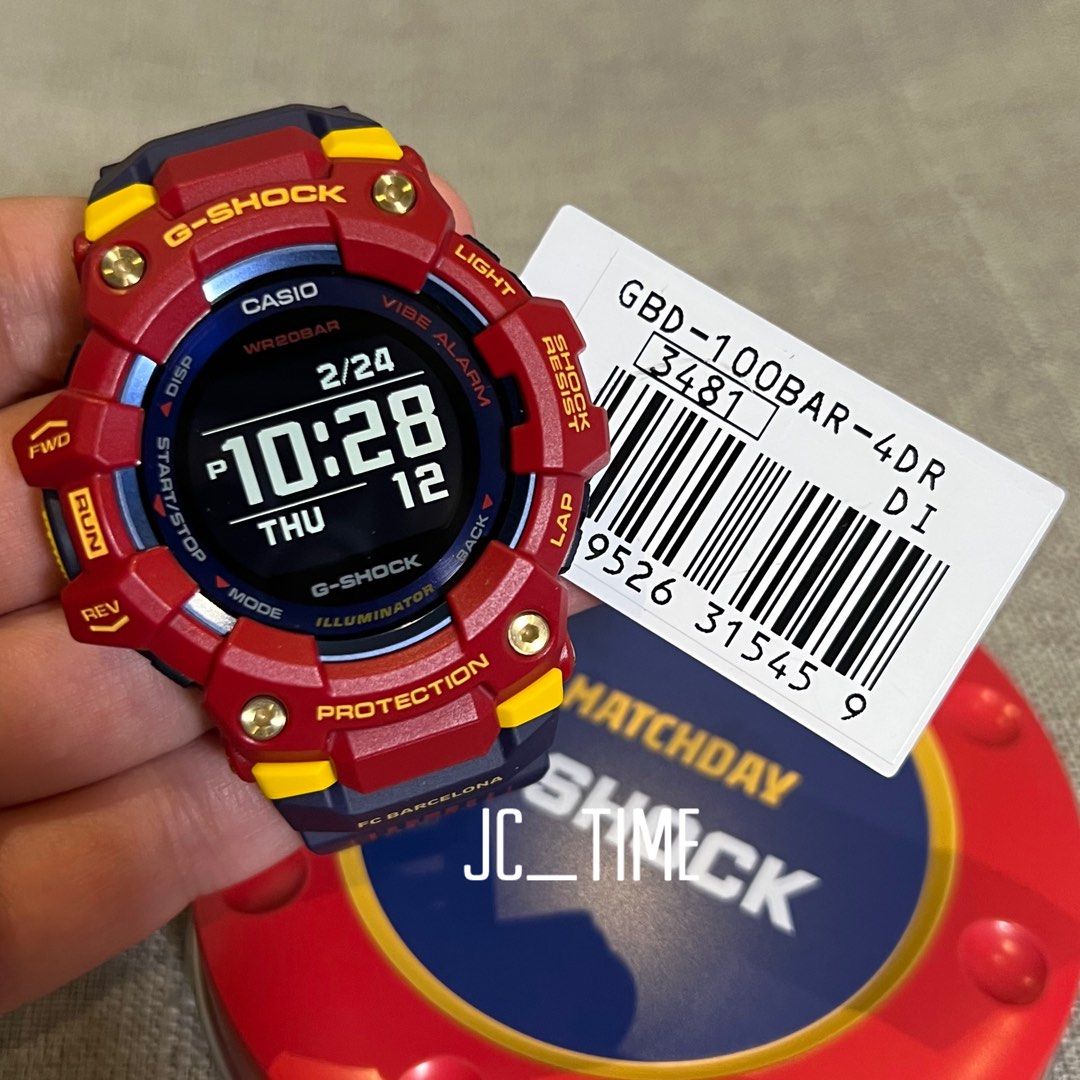 G-SHOCK
LIGHT
CASIO
WR20BAR
VIBE ALARM
SHOCK RESIST
DISP
2/24
P 10:28
12
THU
FWD
RUN
REV
START/STOP
MODE
BACK
LAP
G-SHOCK
ILLUMINATOR
PROTECTION
FC BARCELONA
GBD-100BAR-4DR
3481
DI
9526 31545 9
MATCHDAY
SHOCK
JC_TIME